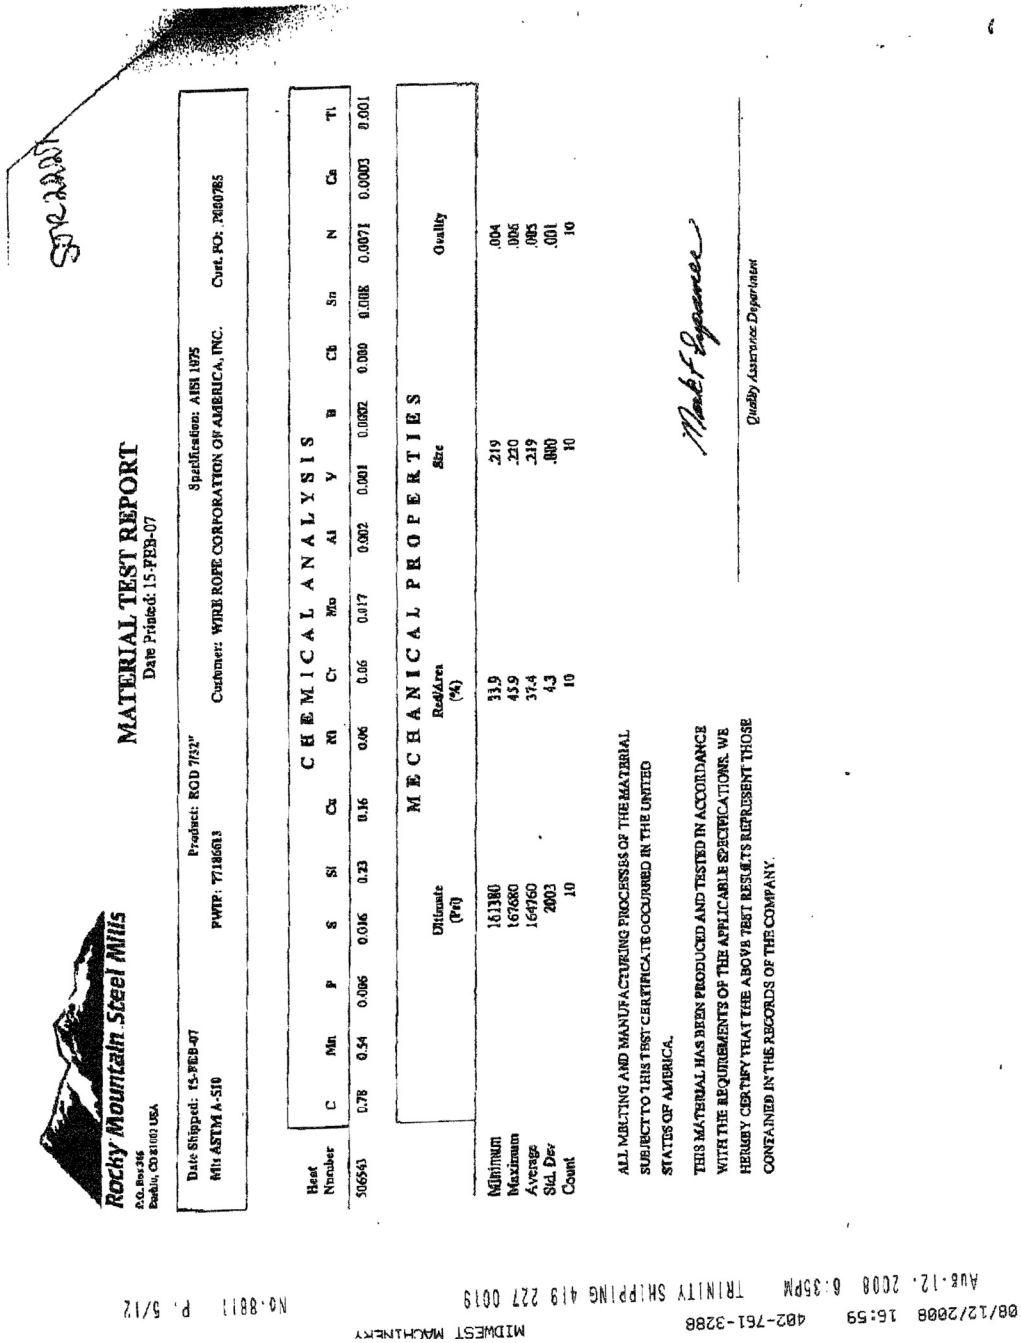 Rocky Mountain Steel Mills
P.O. Box 316
Pueblo, CO 81002 USA
MATERIAL TEST REPORT
Date Printed: 15-FEB-07
Date Shipped: 15-FEB-07 Product: ROD 7/32" Specification: AISI 1075
Mtr ASTM A-510 FWIP: 77186613 Customer: WIRE ROPE CORPORATION OF AMERICA, INC. Cust. PO:
CHEMICAL ANALYSIS
Heat
Number C Mn P S Si Cu Ni Cr Mo Al V B Cb Sn N Ca Ti
506543 0.78 0.54 0.006 0.016 0.23 0.16 0.06 0.06 0.017 0.002 0.001 0.0002 0.000 0.008 0.0071 0.0003 0.001
MECHANICAL PROPERTIES
Ultimate Red/Area Size Ovality
(Psi) (%)
Minimum 161380 33.9 .219 .004
Maximum 167680 45.9 .220 .006
Average 164760 37.4 .219 .005
Std. Dev 2003 4.3 .000 .001
Count 10 10 10 10
ALL MELTING AND MANUFACTURING PROCESSES OF THE MATERIAL
SUBJECT TO THIS TEST CERTIFICATE OCCURRED IN THE UNITED
STATES OF AMERICA.
THIS MATERIAL HAS BEEN PRODUCED AND TESTED IN ACCORDANCE
WITH THE REQUIREMENTS OF THE APPLICABLE SPECIFICATIONS. WE
HEREBY CERTIFY THAT THE ABOVE TEST RESULTS REPRESENT THOSE
CONTAINED IN THE RECORDS OF THE COMPANY.
Quality Assurance Department
Aug. 12. 2008 6:35PM TRINITY SHIPPING 419 227 0019 No. 8811 P. 5/12
08/12/2008 16:59 402-761-3288 MIDWEST MACHINERY